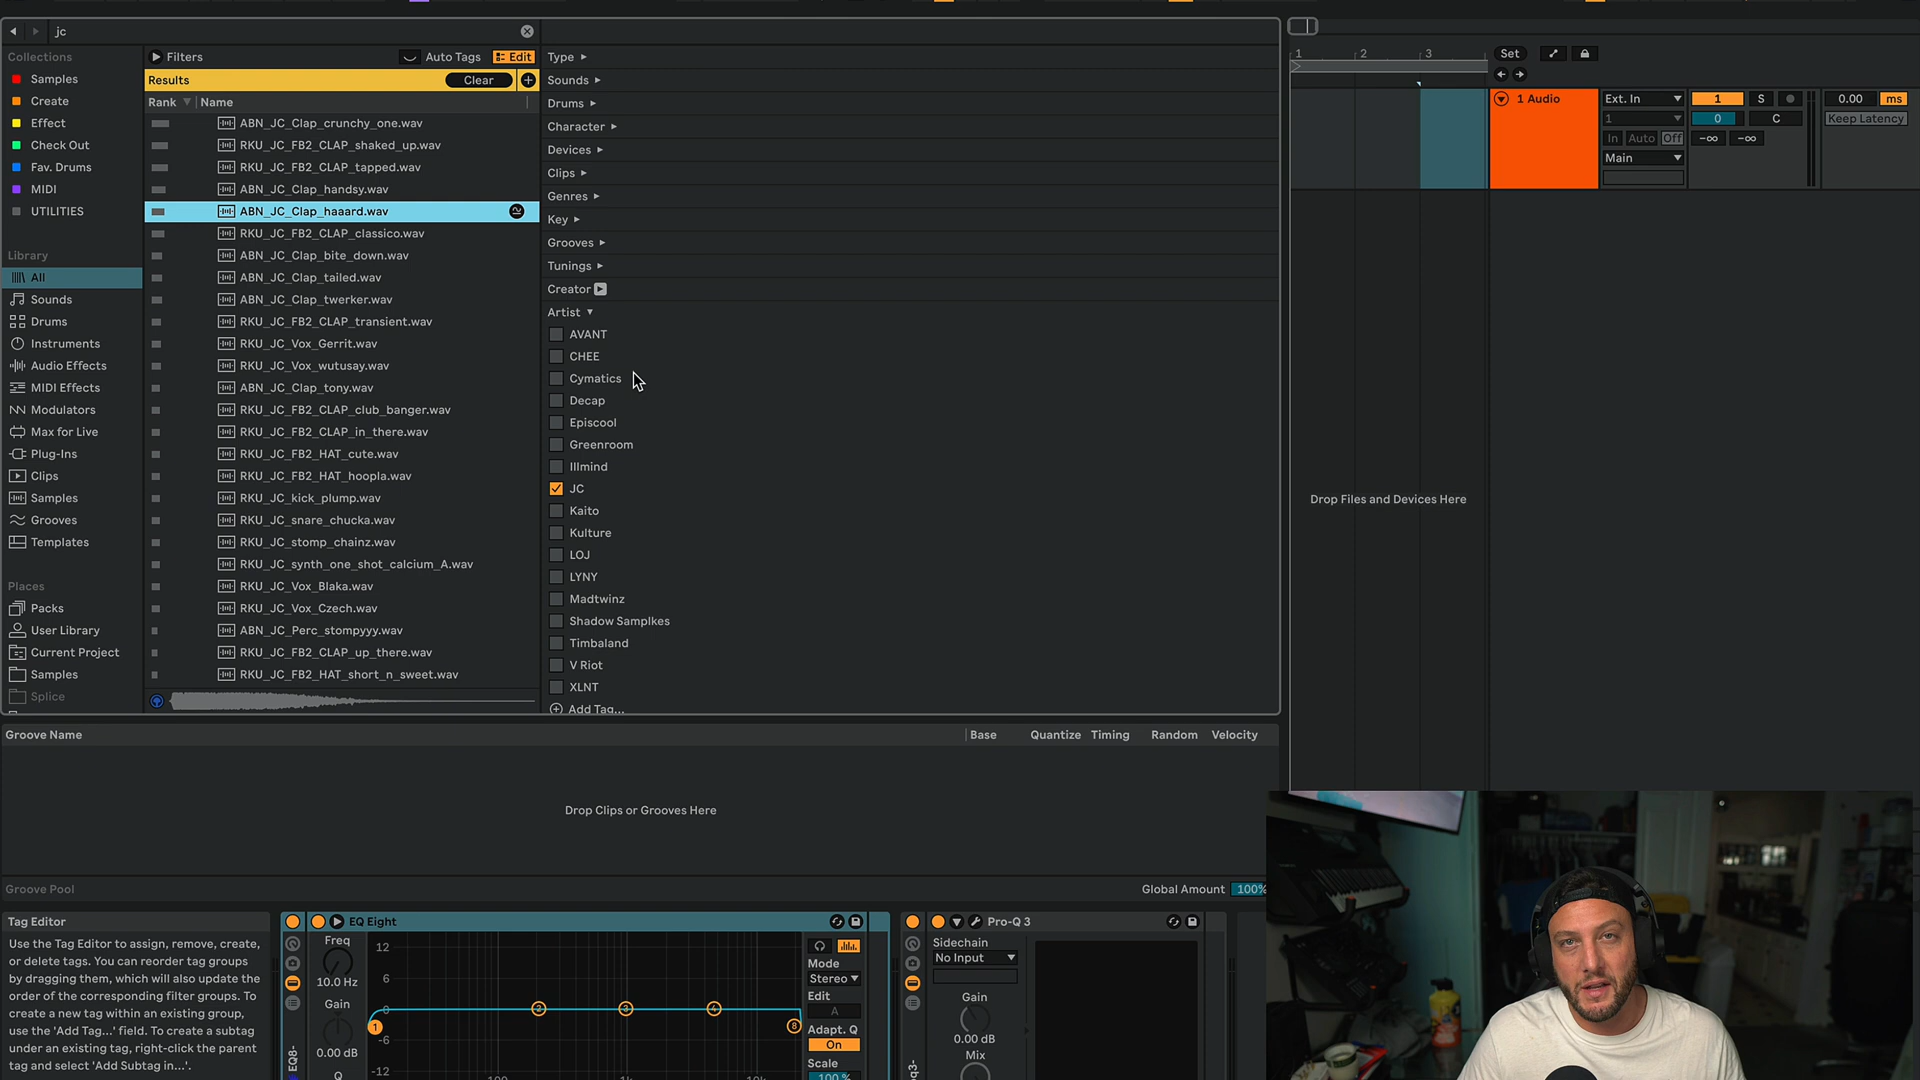 jc
Collections
Samples
Create
Effect
Check Out
Fav. Drums
MIDI
UTILITIES
Library
All
Sounds
Drums
Instruments
Audio Effects
MIDI Effects
Modulators
Max for Live
Plug-Ins
Clips
Samples
Grooves
Templates
Places
Packs
User Library
Current Project
Samples
Splice
Filters
Auto Tags
Edit
Results
Clear
Rank
Name
ABN_JC_Clap_crunchy_one.wav
RKU_JC_FB2_CLAP_shaked_up.wav
RKU_JC_FB2_CLAP_tapped.wav
ABN_JC_Clap_handsy.wav
ABN_JC_Clap_haaard.wav
RKU_JC_FB2_CLAP_classico.wav
ABN_JC_Clap_bite_down.wav
ABN_JC_Clap_tailed.wav
ABN_JC_Clap_twerker.wav
RKU_JC_FB2_CLAP_transient.wav
RKU_JC_Vox_Gerrit.wav
RKU_JC_Vox_wutusay.wav
ABN_JC_Clap_tony.wav
RKU_JC_FB2_CLAP_club_banger.wav
RKU_JC_FB2_CLAP_in_there.wav
RKU_JC_FB2_HAT_cute.wav
RKU_JC_FB2_HAT_hoopla.wav
RKU_JC_kick_plump.wav
RKU_JC_snare_chucka.wav
RKU_JC_stomp_chainz.wav
RKU_JC_synth_one_shot_calcium_A.wav
RKU_JC_Vox_Blaka.wav
RKU_JC_Vox_Czech.wav
ABN_JC_Perc_stompyyy.wav
RKU_JC_FB2_CLAP_up_there.wav
RKU_JC_FB2_HAT_short_n_sweet.wav
Type
Sounds
Drums
Character
Devices
Clips
Genres
Key
Grooves
Tunings
Creator
Artist
AVANT
CHEE
Cymatics
Decap
Episcool
Greenroom
Illmind
JC
Kaito
Kulture
LOJ
LYNY
Madtwinz
Shadow Samplkes
Timbaland
V Riot
XLNT
Add Tag...
1
2
3
Set
1 Audio
Ext. In
1
In Auto Off
Main
1
S
0
C
-∞
-∞
0.00
ms
Keep Latency
Drop Files and Devices Here
Groove Name
Base
Quantize
Timing
Random
Velocity
Drop Clips or Grooves Here
Groove Pool
Global Amount
100%
Tag Editor
Use the Tag Editor to assign, remove, create,
or delete tags. You can reorder tag groups
by dragging them, which will also update the
order of the corresponding filter groups. To
create a new tag within an existing group,
use the 'Add Tag...' field. To create a subtag
under an existing tag, right-click the parent
tag and select 'Add Subtag in...'.
EQ8-
EQ Eight
Freq
10.0 Hz
Gain
0.00 dB
Q
12
6
0
-6
-12
100
1k
10k
1
2
3
4
8
Mode
Stereo
Edit
A
Adapt. Q
On
Scale
100 %
Pro-Q 3
Sidechain
No Input
Gain
0.00 dB
Mix